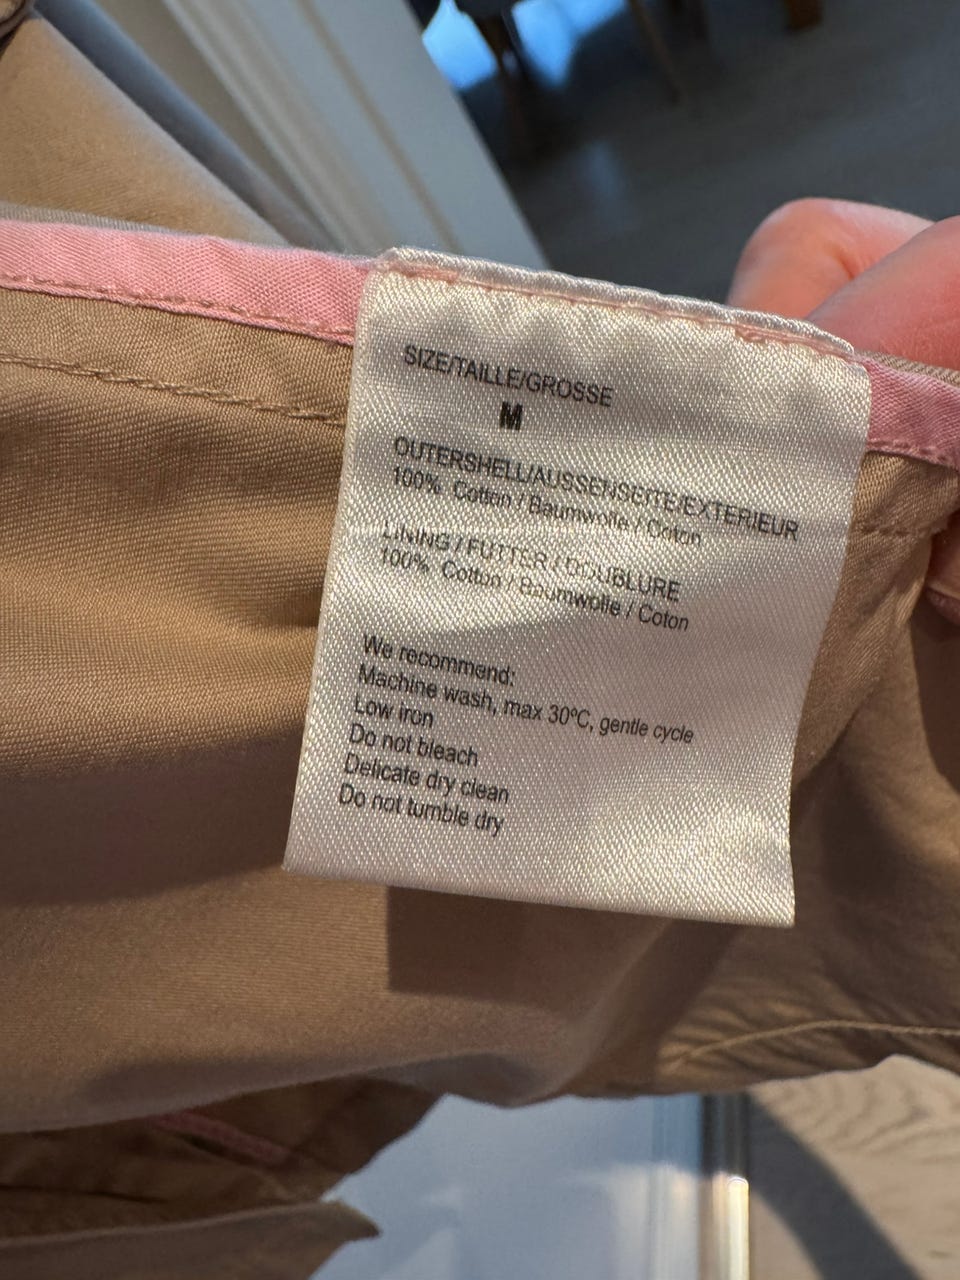 SIZE/TAILLE/GROSSE
M
OUTERSHELL/AUSSENSEITE/EXTERIEUR
100% Cotton / Baumwolle / Coton
LINING / FUTTER / DOUBLURE
100% Cotton / Baumwolle / Coton
We recommend:
Machine wash, max 30ºC, gentle cycle
Low iron
Do not bleach
Delicate dry clean
Do not tumble dry